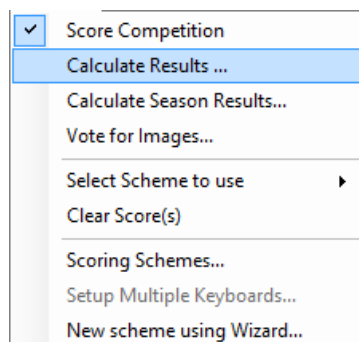 Score Competition
Calculate Results ...
Calculate Season Results...
Vote for Images...
Select Scheme to use
Clear Score(s)
Scoring Schemes...
Setup Multiple Keyboards...
New scheme using Wizard...